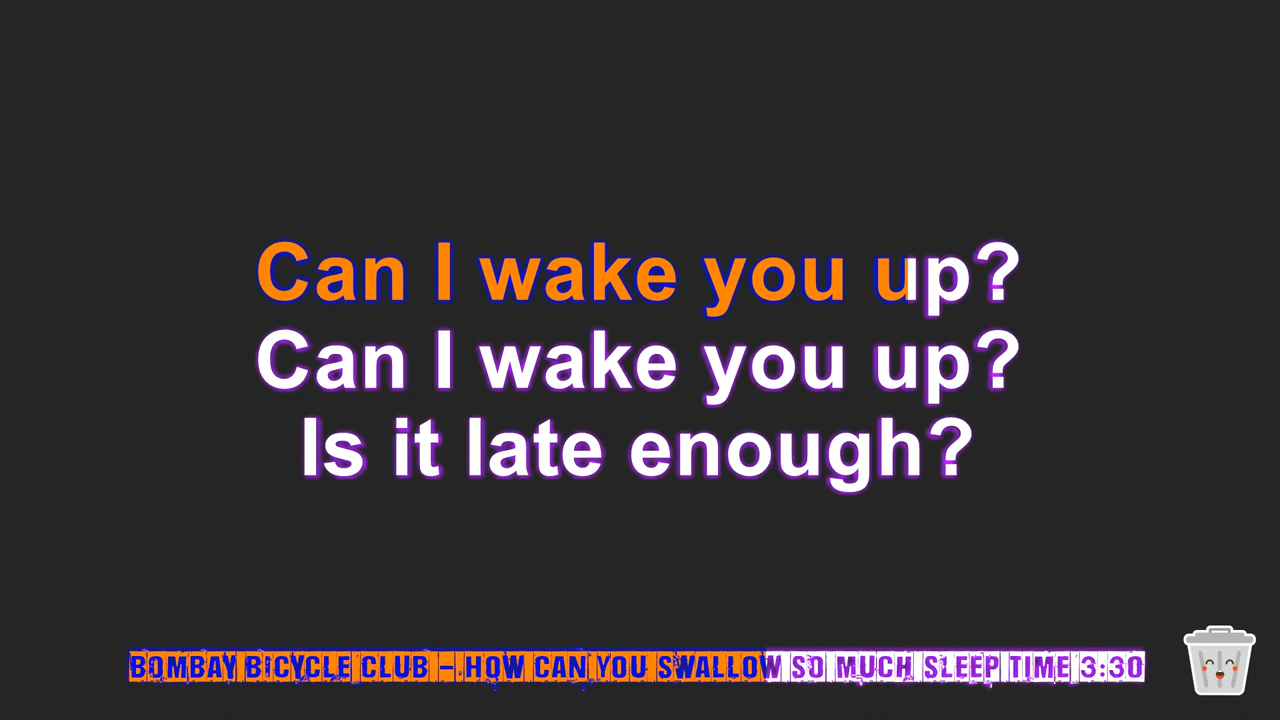 Can I wake you up?
Can I wake you up?
Is it late enough?
BOMBAY BICYCLE CLUB - HOW CAN YOU SWALLOW SO MUCH SLEEP TIME 3:30